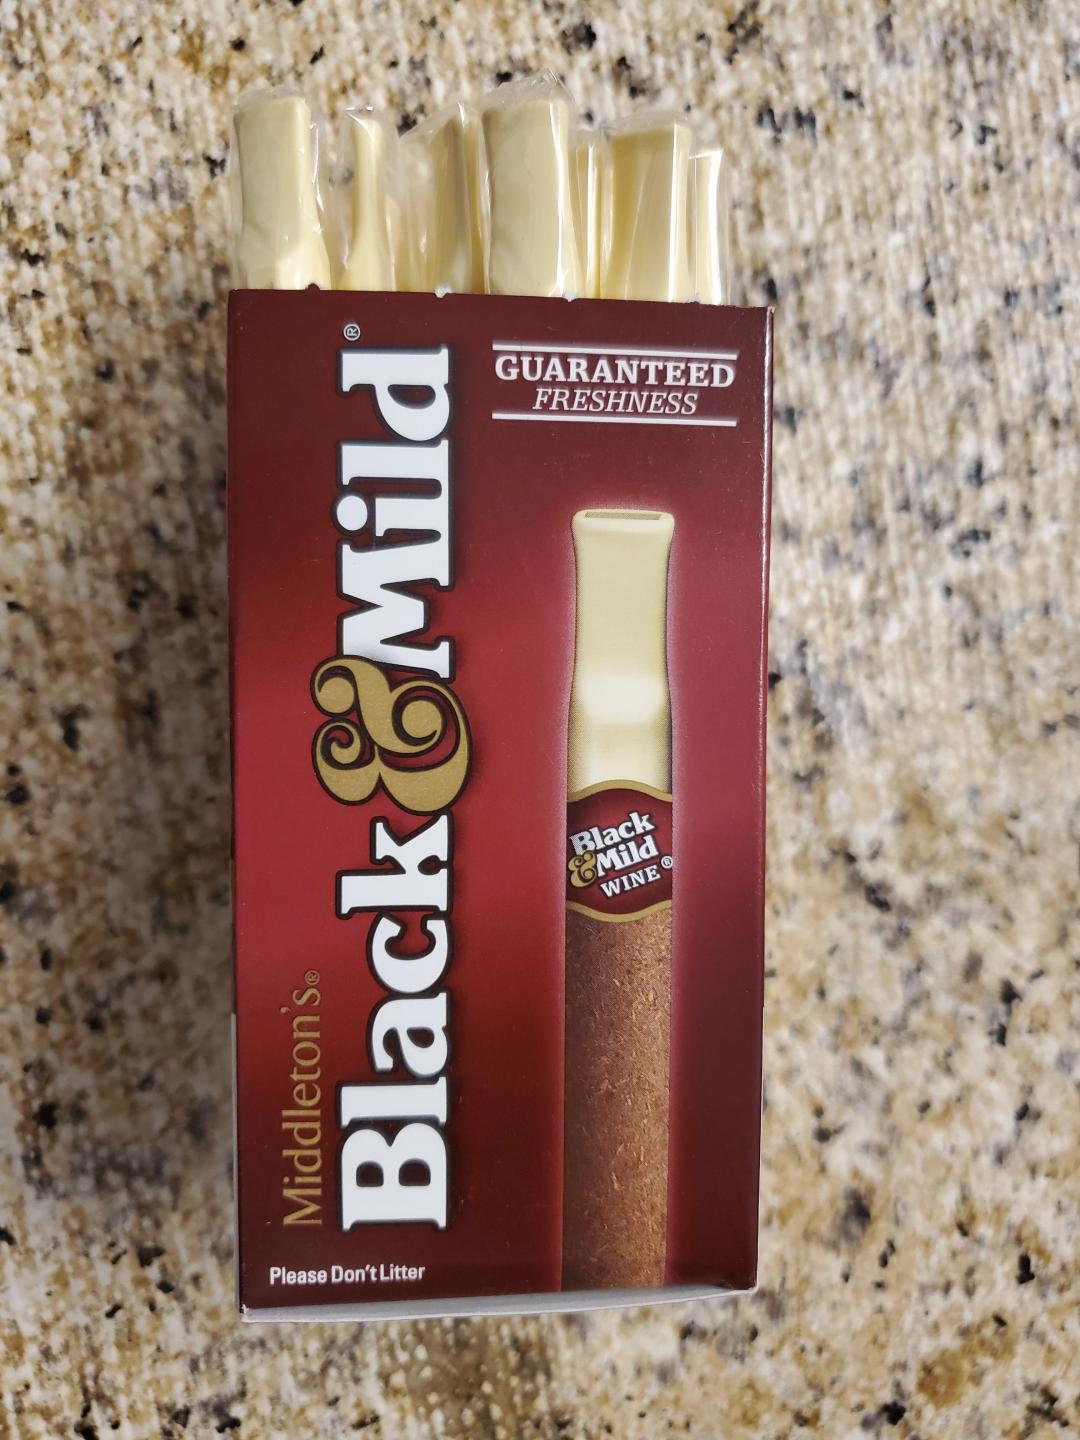 GUARANTEED
FRESHNESS
Middleton's®
Black&Mild®
Black
&Mild®
WINE
Please Don't Litter